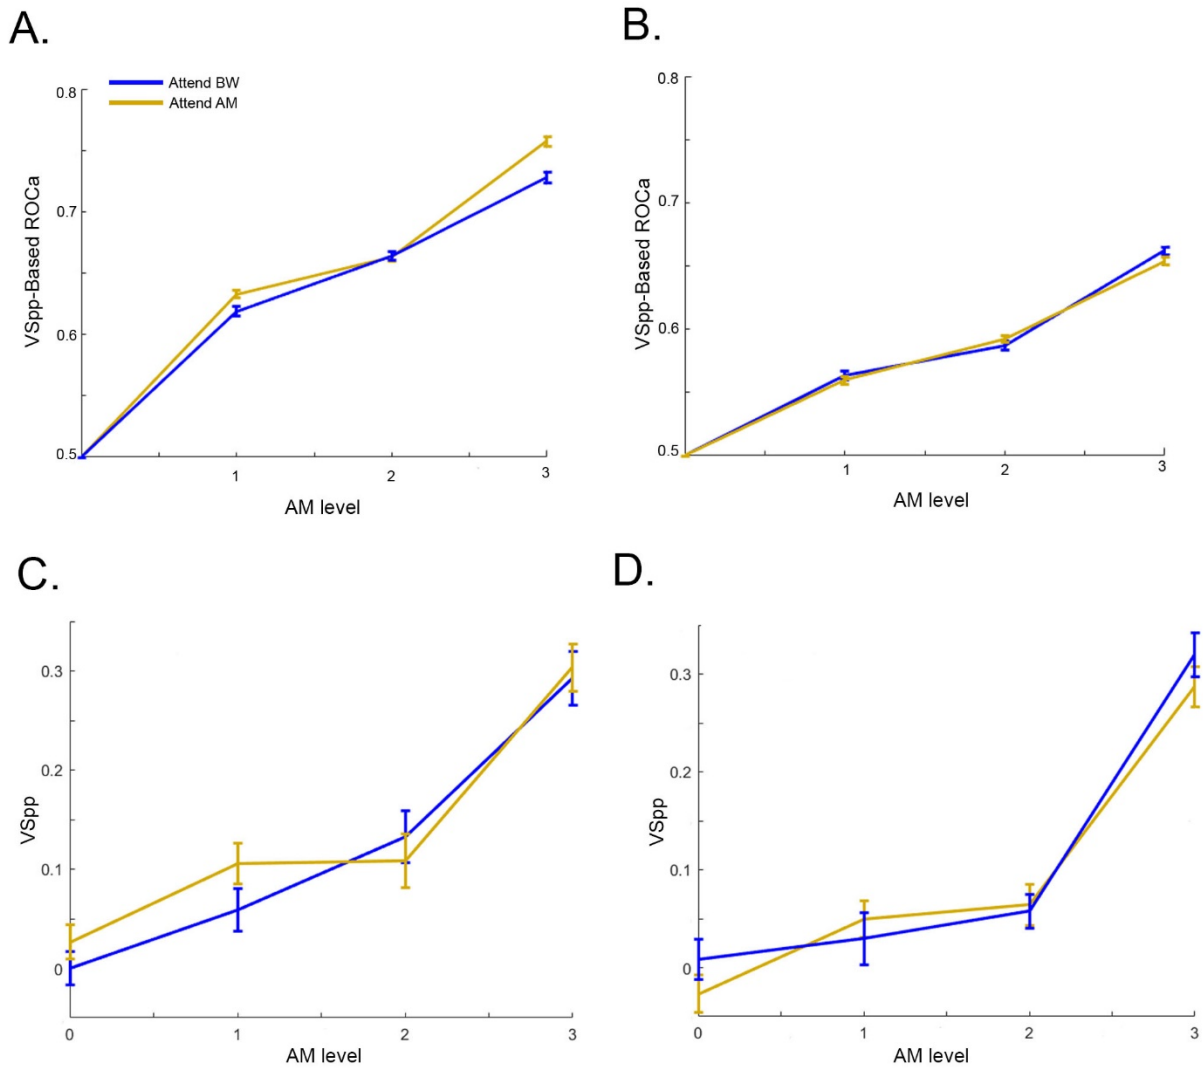 A.
Attend BW
Attend AM
0.8
0.7
0.6
0.5
VSpp-Based ROCa
1
2
3
AM level
B.
0.8
0.7
0.6
0.5
VSpp-Based ROCa
1
2
3
AM level
C.
0.3
0.2
0.1
0
VSpp
0
1
2
3
AM level
D.
0.3
0.2
0.1
0
VSpp
0
1
2
3
AM level